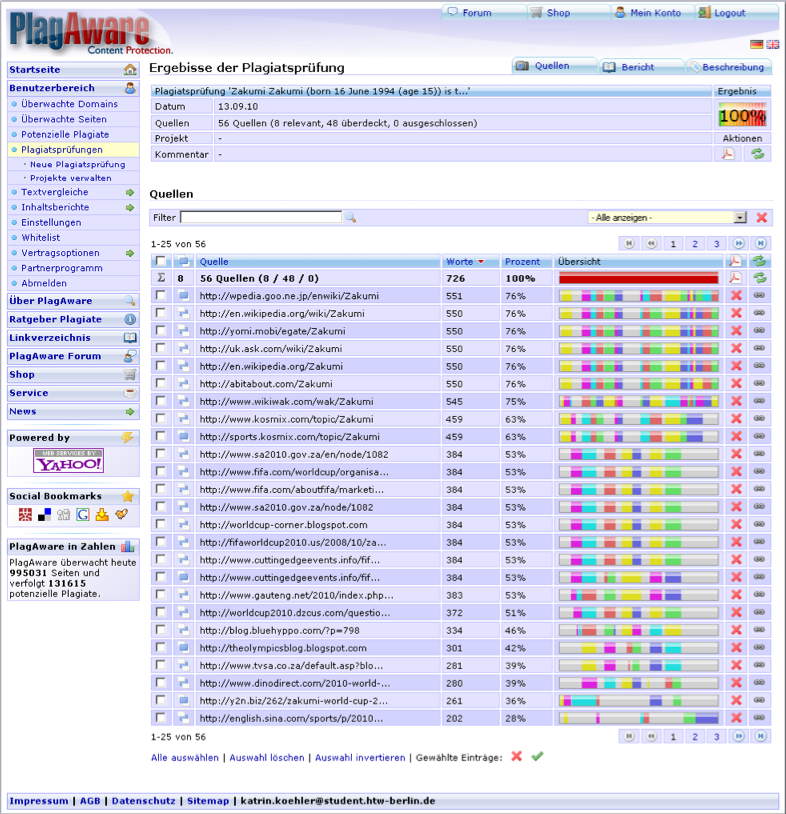 Forum
Shop
Mein Konto
Logout
PlagAware
Content Protection.
Startseite
Benutzerbereich
Überwachte Domains
Überwachte Seiten
Potenzielle Plagiate
Plagiatsprüfungen
· Neue Plagiatsprüfung
· Projekte verwalten
Textvergleiche
Inhaltsberichte
Einstellungen
Whitelist
Vertragsoptionen
Partnerprogramm
Abmelden
Über PlagAware
Ratgeber Plagiate
Linkverzeichnis
PlagAware Forum
Shop
Service
News
Powered by
WEB SERVICES BY
YAHOO!
Social Bookmarks
PlagAware in Zahlen
PlagAware überwacht heute
995031 Seiten und
verfolgt 131615
potenzielle Plagiate.
Ergebnisse der Plagiatsprüfung
Quellen
Bericht
Beschreibung
Plagiatsprüfung 'Zakumi Zakumi (born 16 June 1994 (age 15)) is t...' Ergebnis
Datum 13.09.10
100%
Quellen 56 Quellen (8 relevant, 48 überdeckt, 0 ausgeschlossen)
Projekt - Aktionen
Kommentar -
Quellen
Filter - Alle anzeigen -
1-25 von 56 1 2 3
Quelle Worte Prozent Übersicht
Σ 8 56 Quellen (8 / 48 / 0) 726 100%
http://wpedia.goo.ne.jp/enwiki/Zakumi 551 76%
http://en.wikipedia.org/wiki/Zakumi 550 76%
http://yomi.mobi/egate/Zakumi 550 76%
http://uk.ask.com/wiki/Zakumi 550 76%
http://en.wikipedia.org/Zakumi 550 76%
http://abitabout.com/Zakumi 550 76%
http://www.wikiwak.com/wak/Zakumi 545 75%
http://www.kosmix.com/topic/Zakumi 459 63%
http://sports.kosmix.com/topic/Zakumi 459 63%
http://www.sa2010.gov.za/en/node/1082 384 53%
http://www.fifa.com/worldcup/organisa... 384 53%
http://www.fifa.com/aboutfifa/marketi... 384 53%
http://www.sa2010.gov.za/node/1082 384 53%
http://worldcup-corner.blogspot.com 384 53%
http://fifaworldcup2010.us/2008/10/za... 384 53%
http://www.cuttingedgeevents.info/fif... 384 53%
http://www.cuttingedgeevents.info/fif... 384 53%
http://www.gauteng.net/2010/index.php... 383 53%
http://worldcup2010.dzcus.com/questio... 372 51%
http://blog.bluehyppo.com/?p=798 334 46%
http://theolympicsblog.blogspot.com 301 42%
http://www.tvsa.co.za/default.asp?blo... 281 39%
http://www.dinodirect.com/2010-world-... 280 39%
http://y2n.biz/262/zakumi-world-cup-2... 261 36%
http://english.sina.com/sports/p/2010... 202 28%
1-25 von 56 1 2 3
Alle auswählen | Auswahl löschen | Auswahl invertieren | Gewählte Einträge:
Impressum | AGB | Datenschutz | Sitemap | katrin.koehler@student.htw-berlin.de